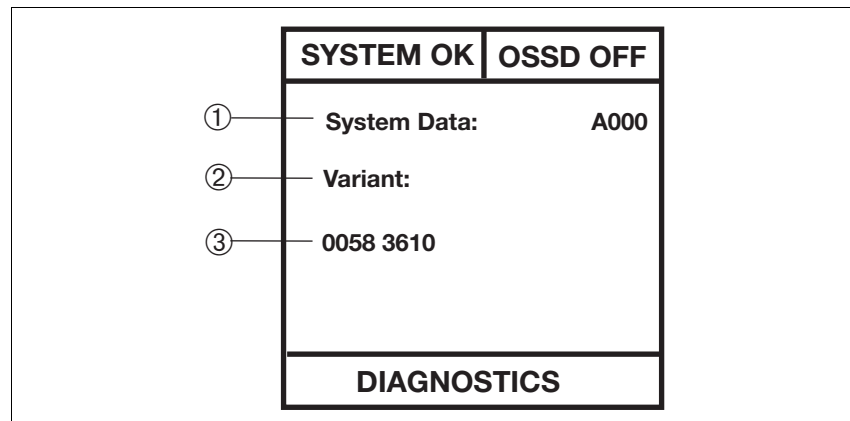 SYSTEM OK OSSD OFF
① System Data: A000
② Variant:
③ 0058 3610
DIAGNOSTICS